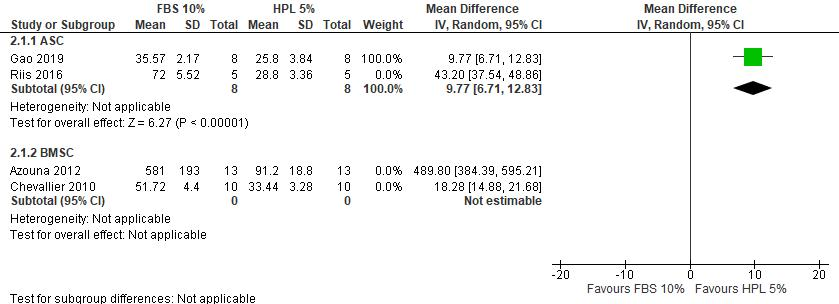 FBS 10% HPL 5% Mean Difference Mean Difference
Study or Subgroup Mean SD Total Mean SD Total Weight IV, Random, 95% CI IV, Random, 95% CI
2.1.1 ASC
Gao 2019 35.57 2.17 8 25.8 3.84 8 100.0% 9.77 [6.71, 12.83]
Riis 2016 72 5.52 5 28.8 3.36 5 0.0% 43.20 [37.54, 48.86]
Subtotal (95% CI) 8 8 100.0% 9.77 [6.71, 12.83]
Heterogeneity: Not applicable
Test for overall effect: Z = 6.27 (P < 0.00001)
2.1.2 BMSC
Azouna 2012 581 193 13 91.2 18.8 13 0.0% 489.80 [384.39, 595.21]
Chevallier 2010 51.72 4.4 10 33.44 3.28 10 0.0% 18.28 [14.88, 21.68]
Subtotal (95% CI) 0 0 Not estimable
Heterogeneity: Not applicable
Test for overall effect: Not applicable
-20 -10 0 10 20
Favours FBS 10% Favours HPL 5%
Test for subgroup differences: Not applicable